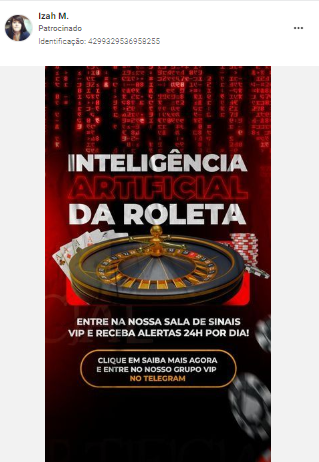 Izah M.
Patrocinado
Identificação: 4299329536958255
INTELIGÊNCIA
ARTIFICIAL
DA ROLETA
ENTRE NA NOSSA SALA DE SINAIS
VIP E RECEBA ALERTAS 24H POR DIA!
CLIQUE EM SAIBA MAIS AGORA
E ENTRE NO NOSSO GRUPO VIP
NO TELEGRAM